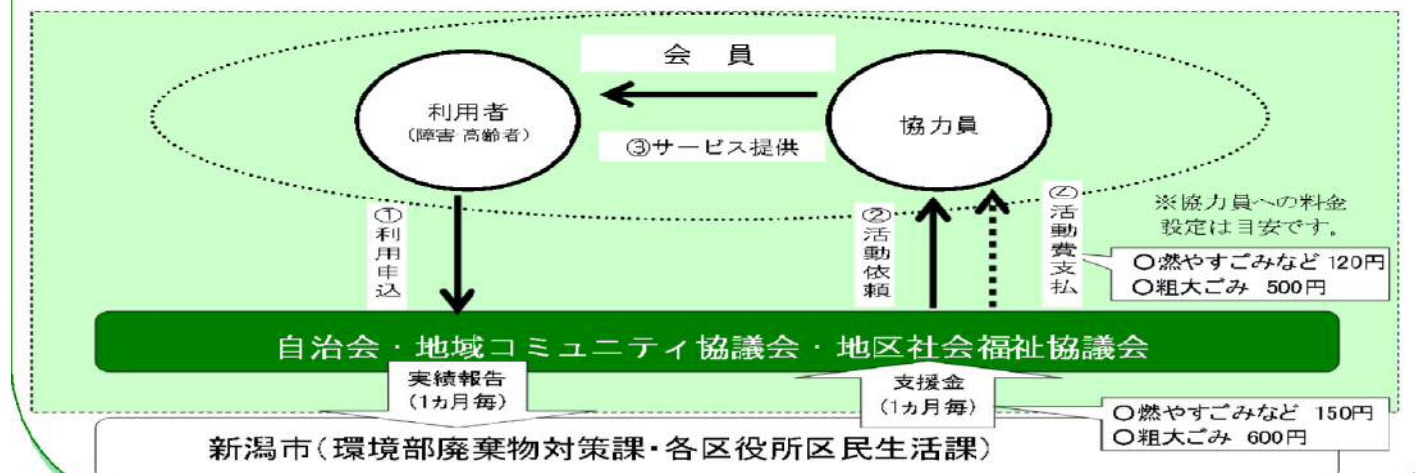 会 員
利用者
(障害・高齢者)
協力員
③サービス提供
①利用申込
②活動依頼
②活動費支払
※協力員への料金
設定は目安です。
○燃やすごみなど 120円
○粗大ごみ 500円
自治会・地域コミュニティ協議会・地区社会福祉協議会
実績報告
(1ヵ月毎)
支援金
(1ヵ月毎)
○燃やすごみなど 150円
○粗大ごみ 600円
新潟市(環境部廃棄物対策課・各区役所区民生活課)